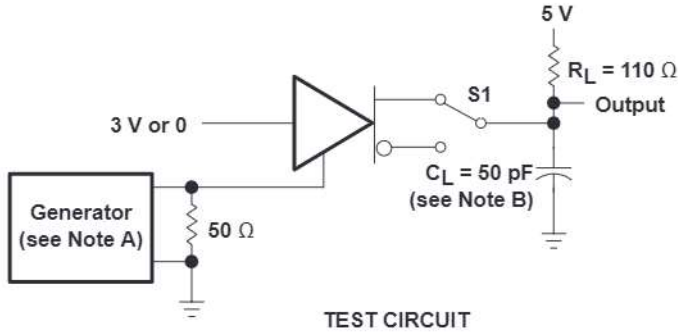 5 V
R_L = 110 Ω
S1
Output
3 V or 0
C_L = 50 pF
(see Note B)
Generator
(see Note A)
50 Ω
TEST CIRCUIT